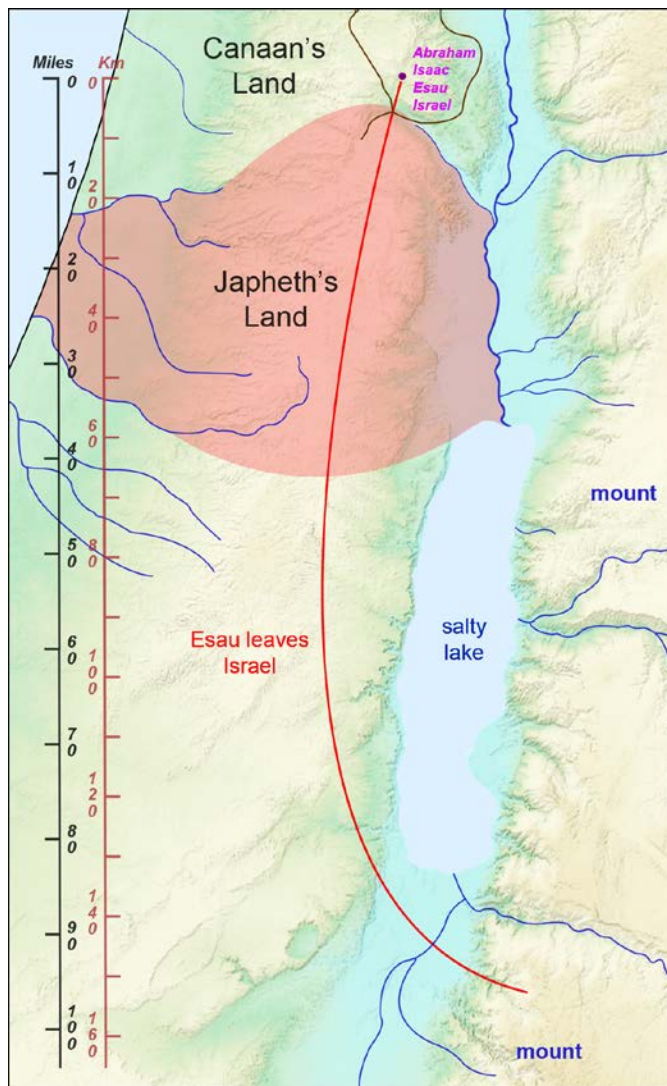 Canaan's
Land
Abraham
Isaac
Esau
Israel
Miles
Km
0
10
20
30
40
50
60
70
80
90
100
0
20
40
60
80
100
120
140
160
Japheth's
Land
mount
Esau leaves
Israel
salty
lake
mount